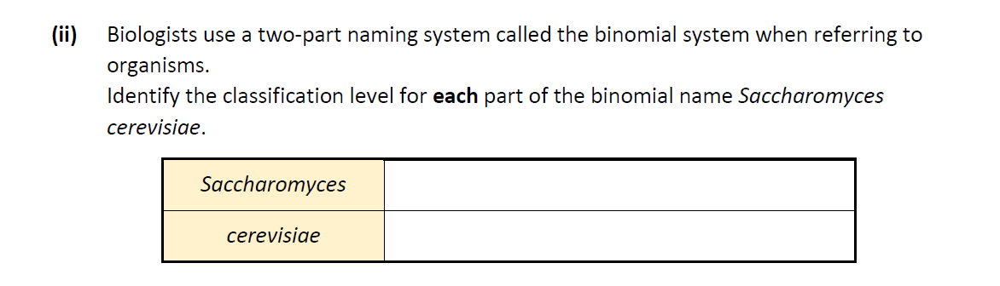 (ii) Biologists use a two-part naming system called the binomial system when referring to
organisms.
Identify the classification level for each part of the binomial name Saccharomyces
cerevisiae.
Saccharomyces
cerevisiae